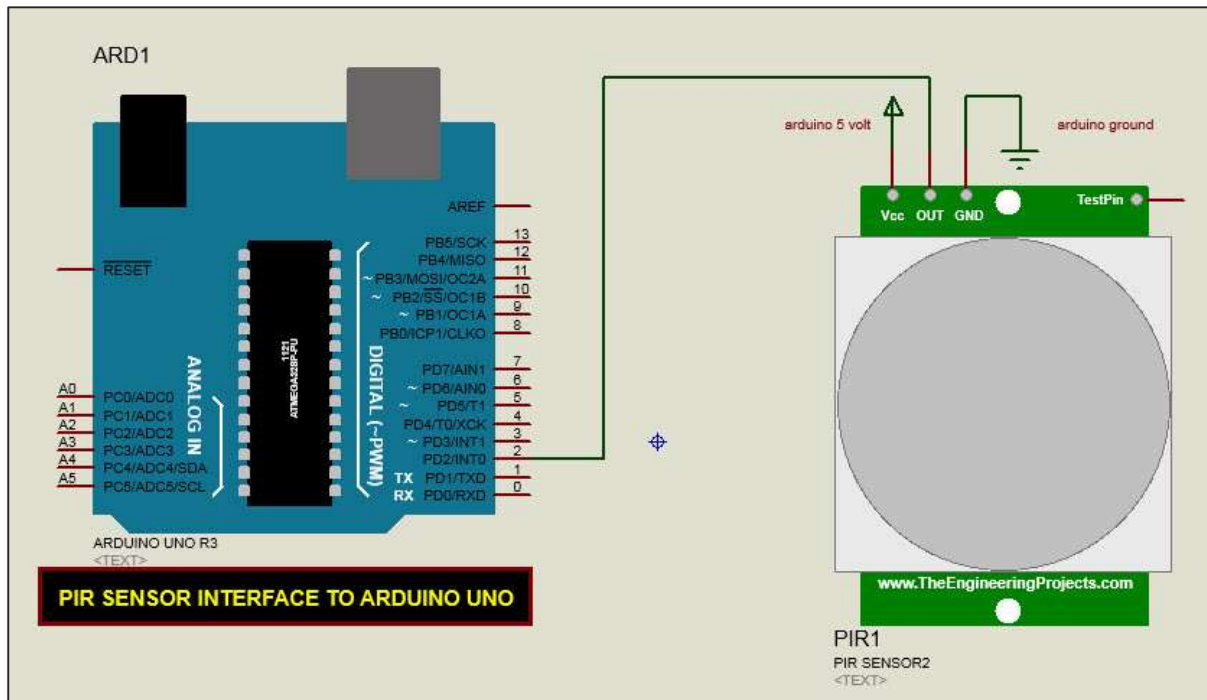 ARD1
arduino 5 volt
arduino ground
Vcc OUT GND
TestPin
AREF
RESET
PB5/SCK 13
PB4/MISO 12
~ PB3/MOSI/OC2A 11
~ PB2/SS/OC1B 10
~ PB1/OC1A 9
PB0/ICP1/CLKO 8
PD7/AIN1 7
~ PD6/AIN0 6
~ PD5/T1 5
PD4/T0/XCK 4
~ PD3/INT1 3
PD2/INT0 2
TX PD1/TXD 1
RX PD0/RXD 0
DIGITAL (~PWM)
1121
ATMEGA328P-PU
ANALOG IN
A0 PC0/ADC0
A1 PC1/ADC1
A2 PC2/ADC2
A3 PC3/ADC3
A4 PC4/ADC4/SDA
A5 PC5/ADC5/SCL
ARDUINO UNO R3
<TEXT>
PIR SENSOR INTERFACE TO ARDUINO UNO
www.TheEngineeringProjects.com
PIR1
PIR SENSOR2
<TEXT>